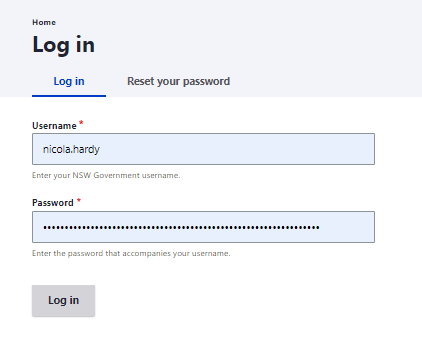 Home
Log in
Log in Reset your password
Username *
nicola.hardy
Enter your NSW Government username.
Password *
••••••••••••••••••••••••••••••••••••••••••••••••••••••••••••••••
Enter the password that accompanies your username.
Log in